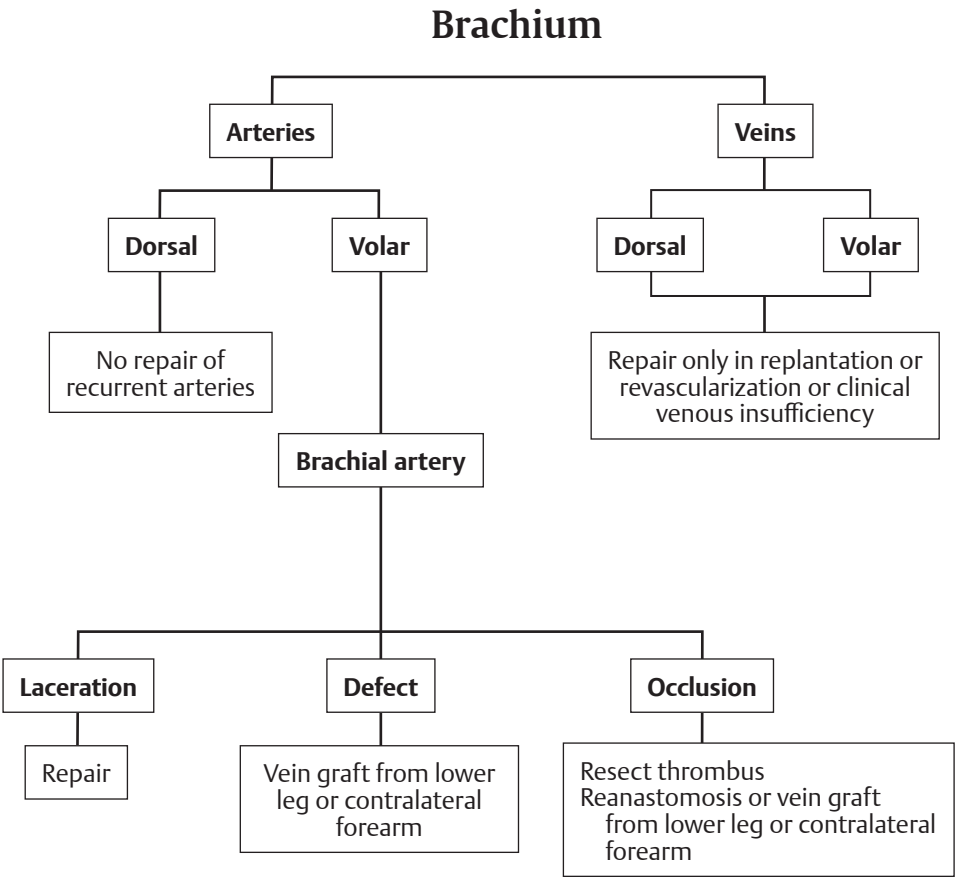 Brachium
Arteries
Veins
Dorsal
Volar
Dorsal
Volar
No repair of
recurrent arteries
Repair only in replantation or
revascularization or clinical
venous insufficiency
Brachial artery
Laceration
Defect
Occlusion
Repair
Vein graft from lower
leg or contralateral
forearm
Resect thrombus
Reanastomosis or vein graft
from lower leg or contralateral
forearm